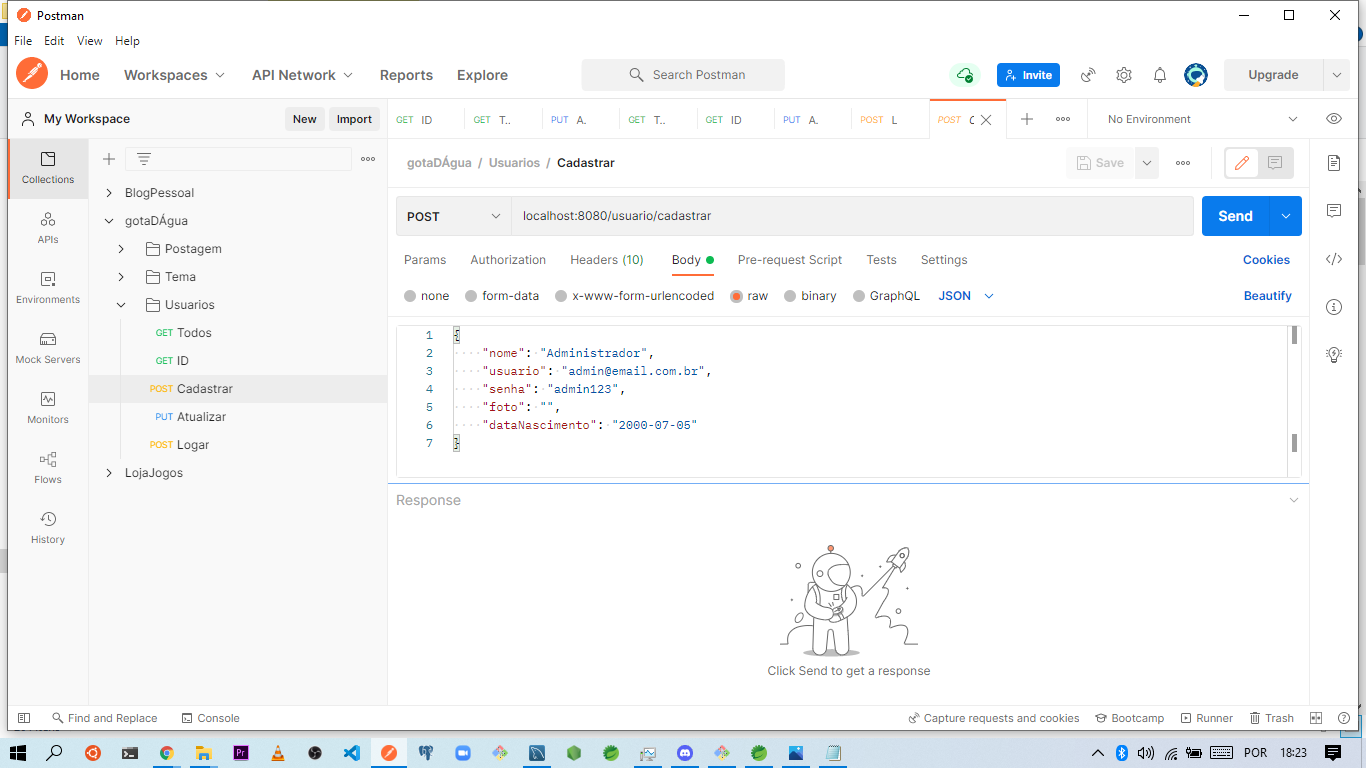 Postman
File Edit View Help
Home Workspaces API Network Reports Explore Search Postman Invite Upgrade
My Workspace New Import
GET ID GET T.. PUT A. GET T.. GET ID PUT A. POST L POST C No Environment
Collections
APIs
Environments
Mock Servers
Monitors
Flows
History
BlogPessoal
gotaDÁgua
Postagem
Tema
Usuarios
GET Todos
GET ID
POST Cadastrar
PUT Atualizar
POST Logar
LojaJogos
gotaDÁgua / Usuarios / Cadastrar Save
POST localhost:8080/usuario/cadastrar Send
Params Authorization Headers (10) Body Pre-request Script Tests Settings Cookies
none form-data x-www-form-urlencoded raw binary GraphQL JSON Beautify
1 {
2 "nome": "Administrador",
3 "usuario": "admin@email.com.br",
4 "senha": "admin123",
5 "foto": "",
6 "dataNascimento": "2000-07-05"
7 }
Response
Click Send to get a response
Find and Replace Console Capture requests and cookies Bootcamp Runner Trash
Pr POR 18:23